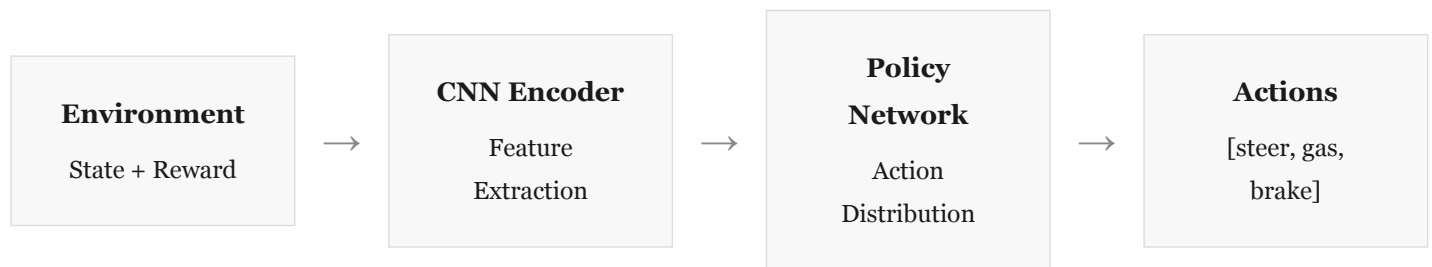 Environment
State + Reward
→
CNN Encoder
Feature
Extraction
→
Policy
Network
Action
Distribution
→
Actions
[steer, gas,
brake]